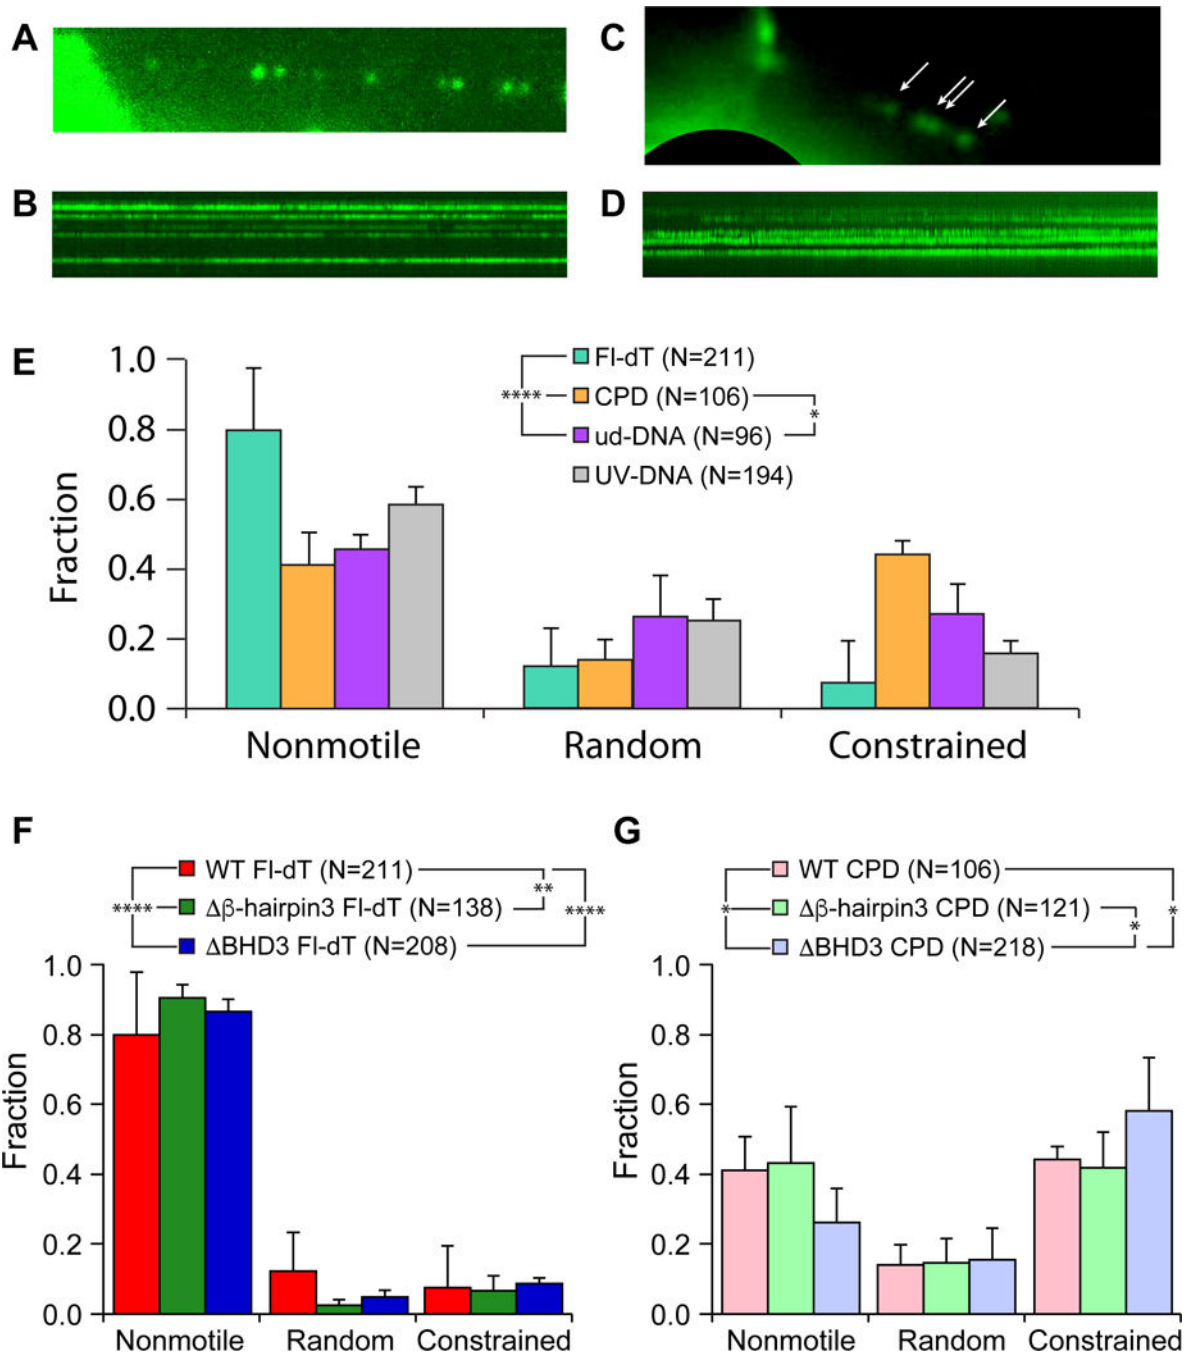 A
C
B
D
E
1.0
0.8
0.6
0.4
0.2
0.0
Fraction
Fl-dT (N=211)
**** CPD (N=106)
*
ud-DNA (N=96)
UV-DNA (N=194)
Nonmotile Random Constrained
F
WT Fl-dT (N=211)
**
**** Δβ-hairpin3 Fl-dT (N=138) ****
ΔBHD3 Fl-dT (N=208)
1.0
0.8
0.6
0.4
0.2
0.0
Fraction
Nonmotile Random Constrained
G
WT CPD (N=106)
* Δβ-hairpin3 CPD (N=121) * *
ΔBHD3 CPD (N=218)
1.0
0.8
0.6
0.4
0.2
0.0
Fraction
Nonmotile Random Constrained